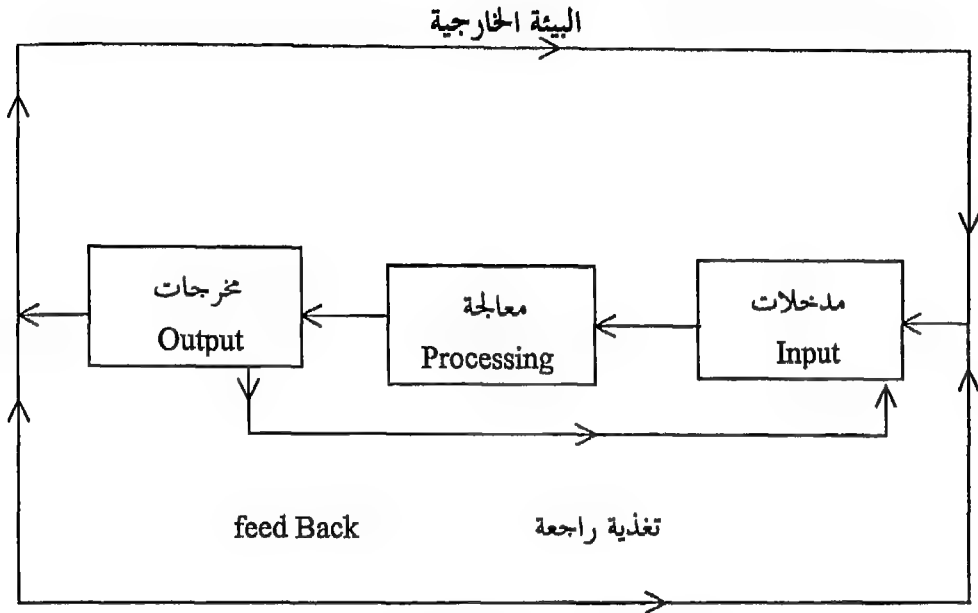 البيئة الخارجية
مدخلات
Input
معالجة
Processing
مخرجات
Output
تغذية راجعة
feed Back